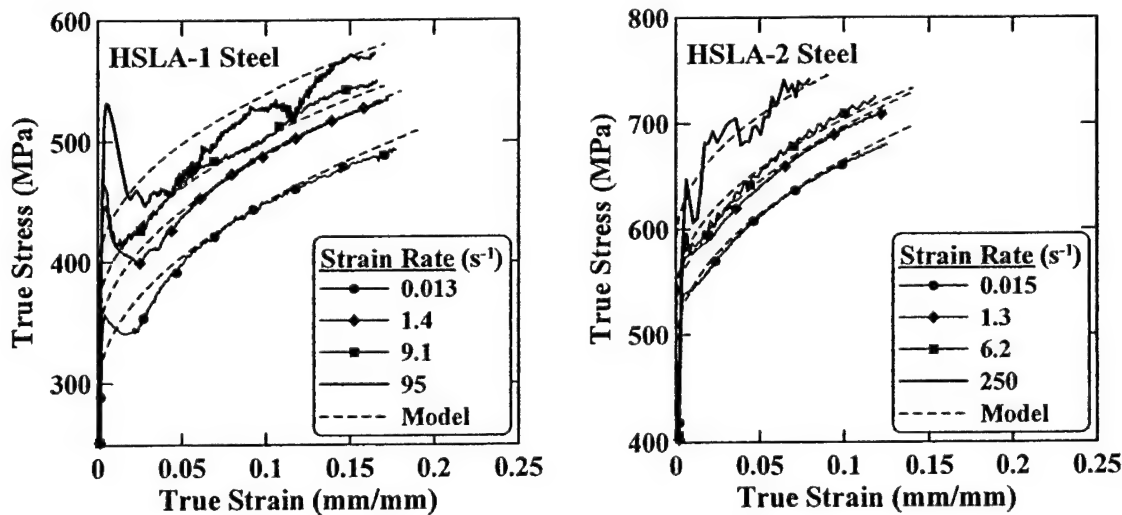 HSLA-1 Steel
True Stress (MPa)
600
500
400
300
0
0.05
0.1
0.15
0.2
0.25
True Strain (mm/mm)
Strain Rate (s⁻¹)
0.013
1.4
9.1
95
Model
HSLA-2 Steel
True Stress (MPa)
800
700
600
500
400
0
0.05
0.1
0.15
0.2
0.25
True Strain (mm/mm)
Strain Rate (s⁻¹)
0.015
1.3
6.2
250
Model